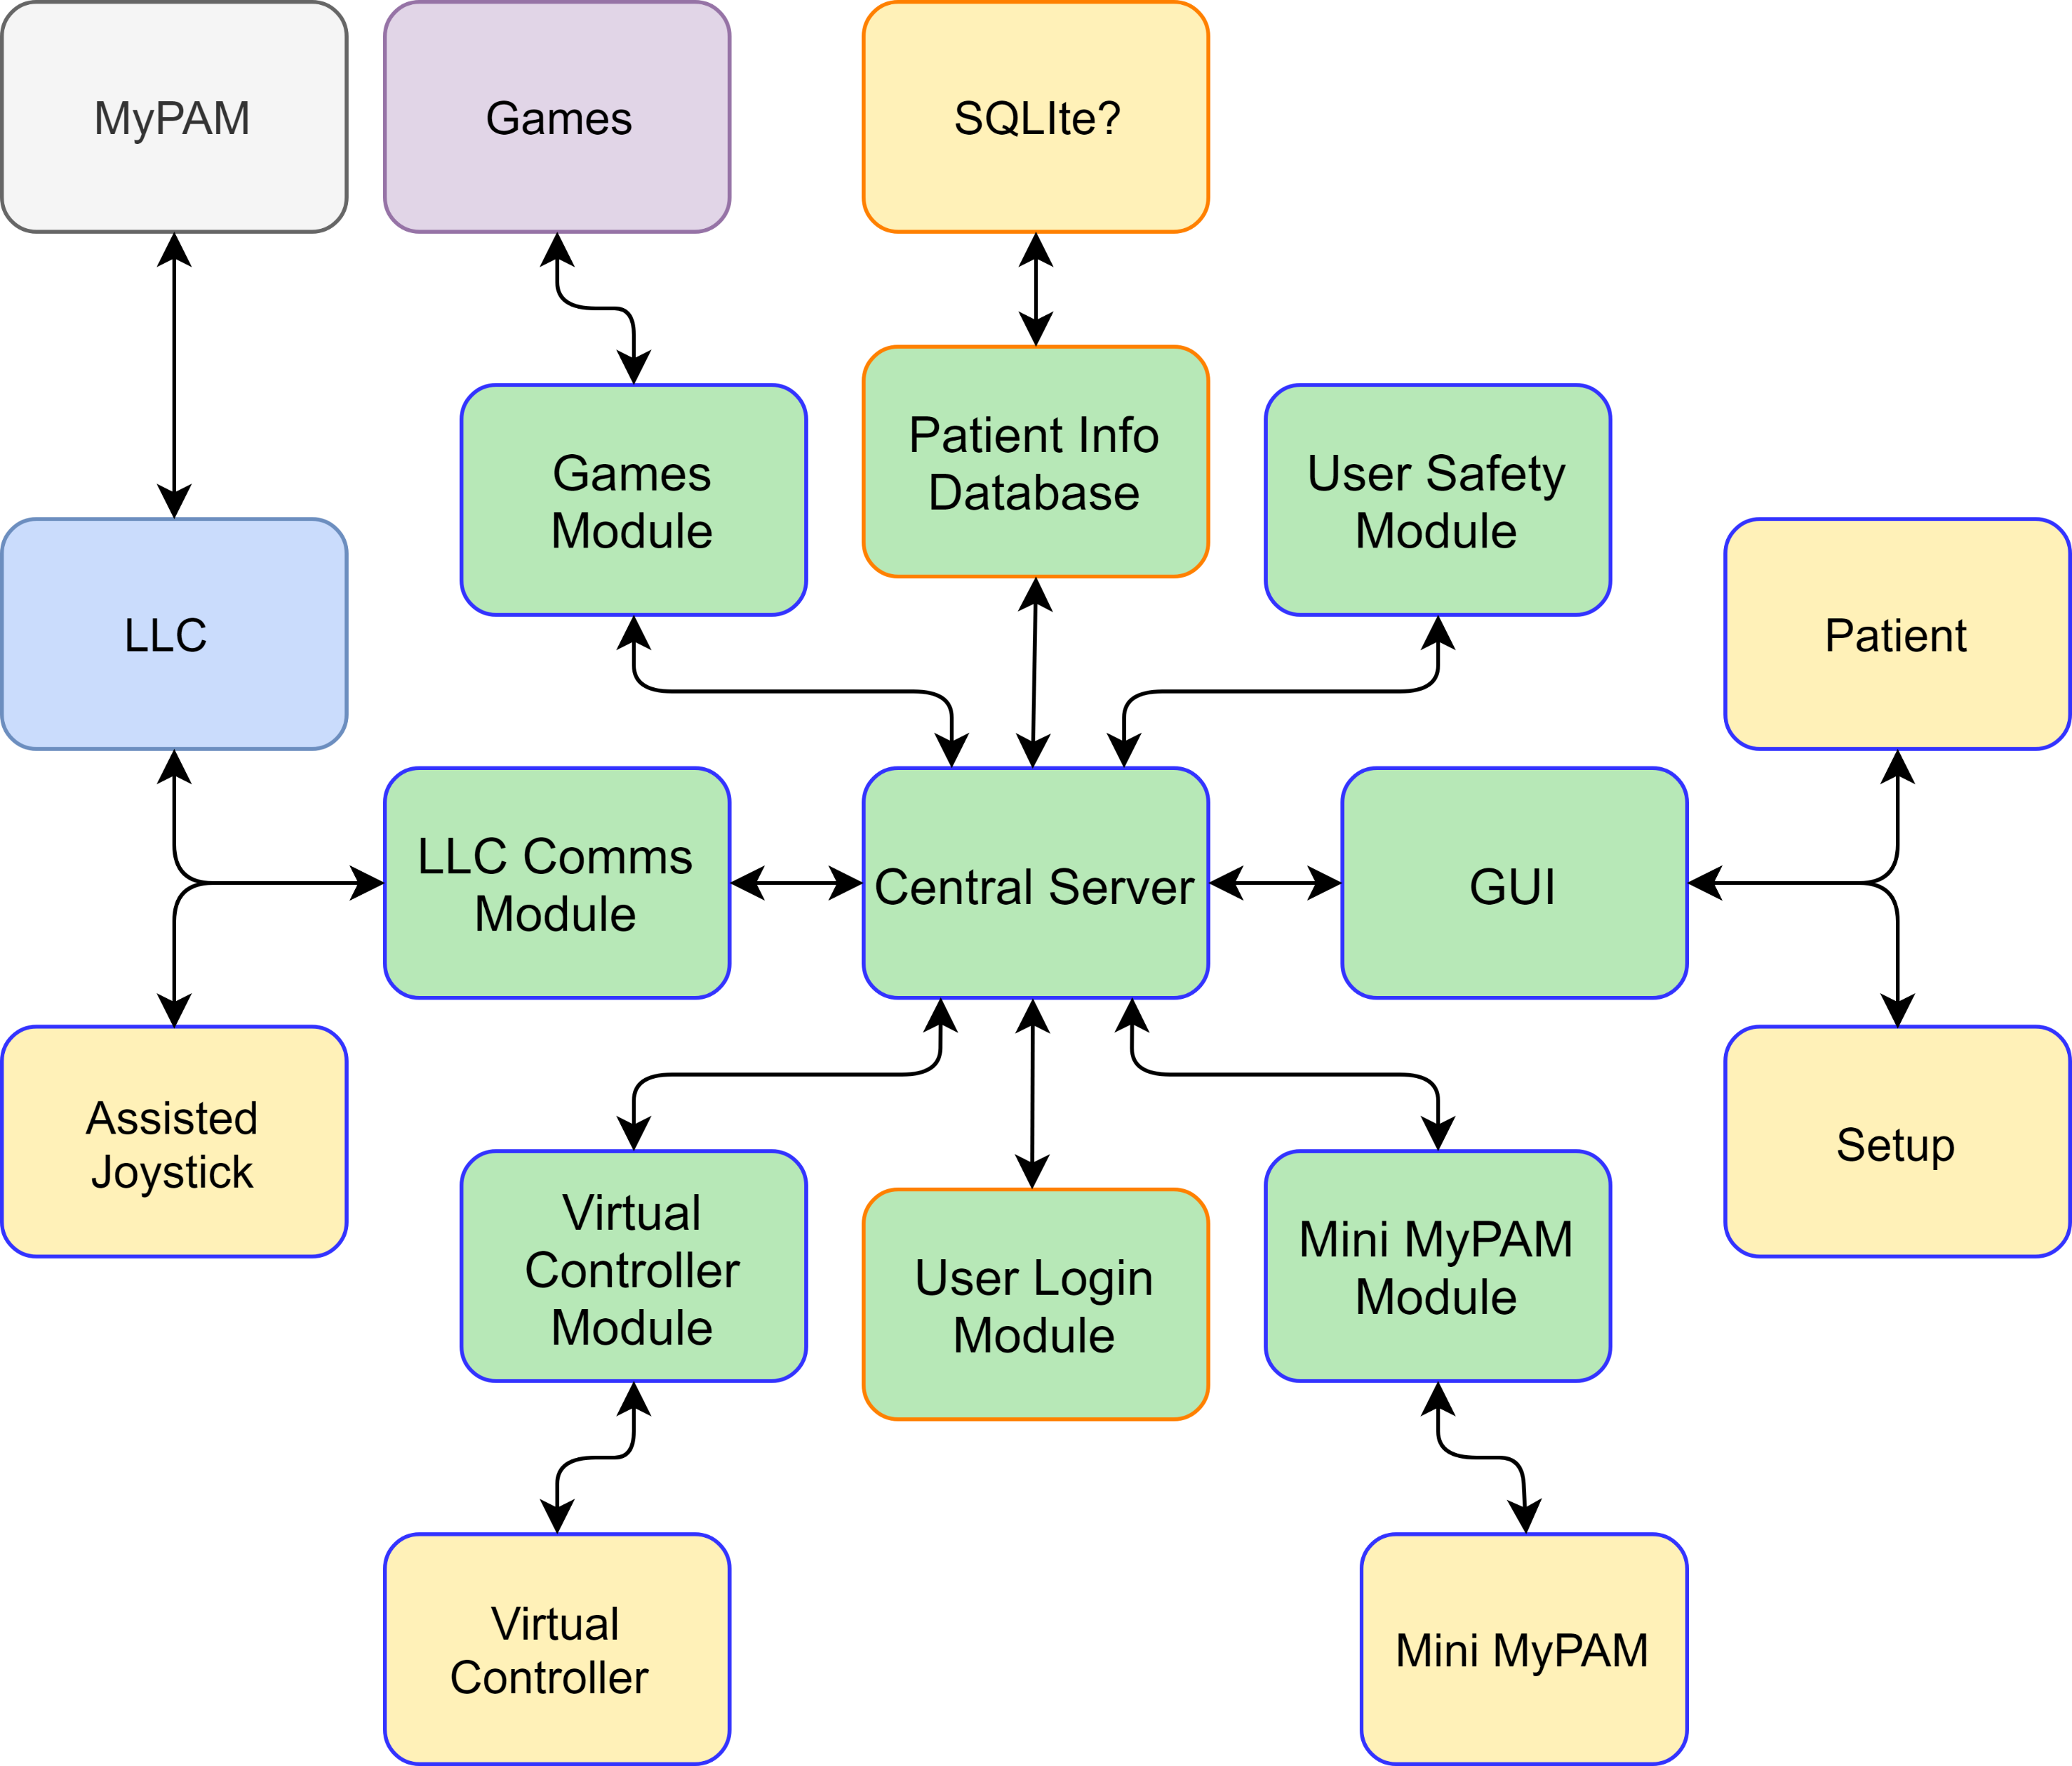 MyPAM
Games
SQLIte?
Games
Module
Patient Info
Database
User Safety
Module
LLC
Patient
LLC Comms
Module
Central Server
GUI
Assisted
Joystick
Setup
Virtual
Controller
Module
User Login
Module
Mini MyPAM
Module
Virtual
Controller
Mini MyPAM